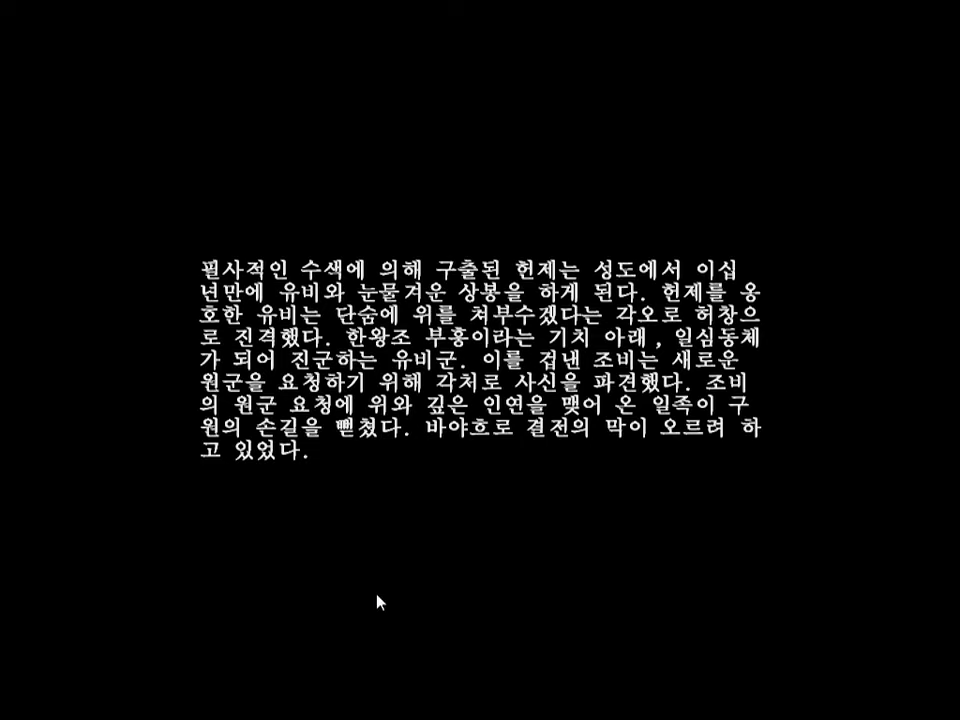 필사적인 수색에 의해 구출된 헌제는 성도에서 이십
년만에 유비와 눈물겨운 상봉을 하게 된다. 헌제를 옹
호한 유비는 단숨에 위를 쳐부수겠다는 각오로 허창으
로 진격했다. 한왕조 부흥이라는 기치 아래, 일심동체
가 되어 진군하는 유비군. 이를 겁낸 조비는 새로운
원군을 요청하기 위해 각처로 사신을 파견했다. 조비
의 원군 요청에 위와 깊은 인연을 맺어 온 일족이 구
원의 손길을 뻗쳤다. 바야흐로 결전의 막이 오르려 하
고 있었다.